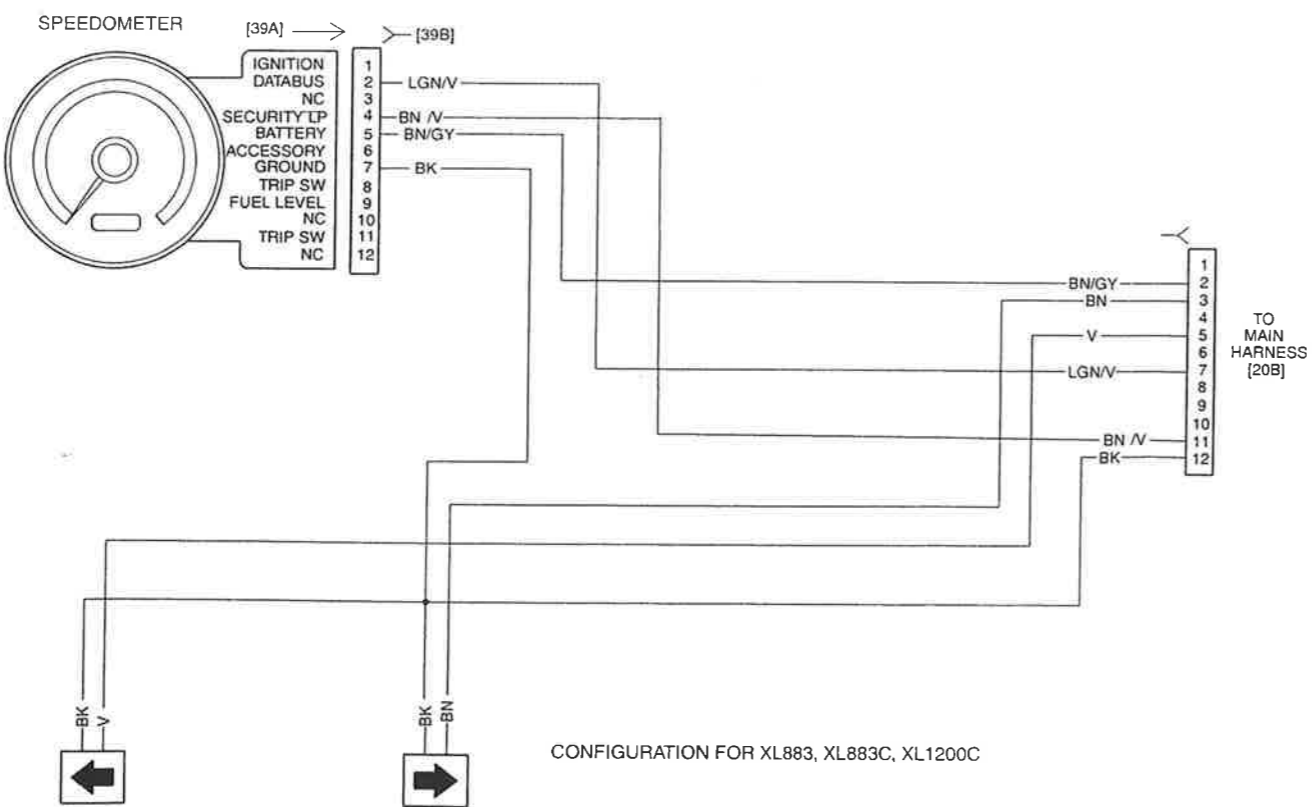 SPEEDOMETER
[39A]
[39B]
IGNITION 1
DATABUS 2 LGN/V
NC 3
SECURITY LP 4 BN /V
BATTERY 5 BN/GY
ACCESSORY 6
GROUND 7 BK
TRIP SW 8
FUEL LEVEL 9
NC 10
TRIP SW 11
NC 12
1
BN/GY 2
BN 3
4
V 5
6
LGN/V 7
8
9
10
BN /V 11
BK 12
TO
MAIN
HARNESS
[20B]
BK
V
BK
BN
CONFIGURATION FOR XL883, XL883C, XL1200C